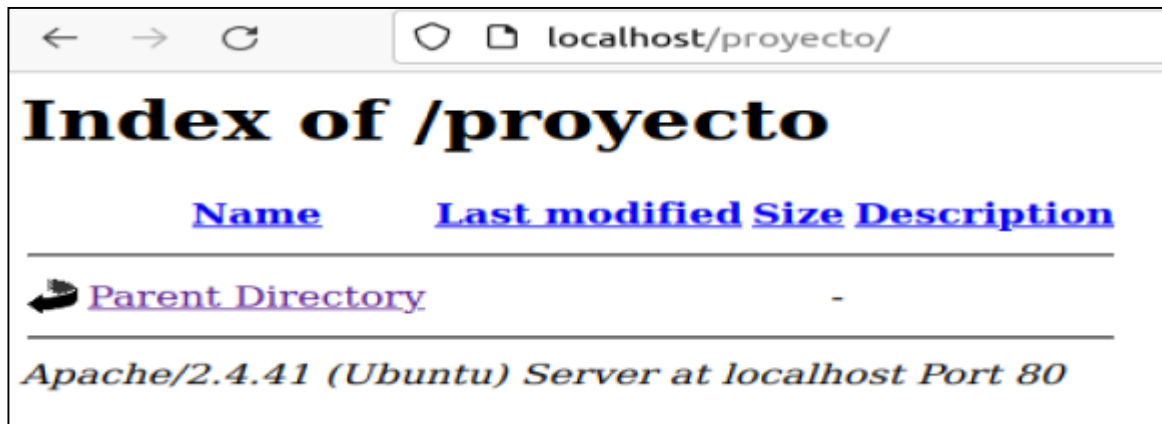 localhost/proyecto/
Index of /proyecto
Name Last modified Size Description
Parent Directory -
Apache/2.4.41 (Ubuntu) Server at localhost Port 80